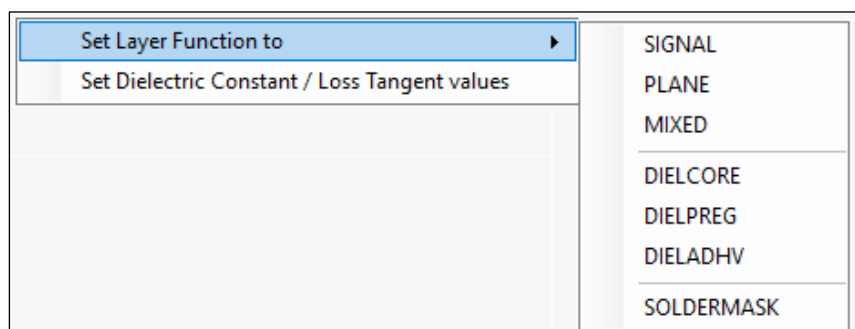 Set Layer Function to
Set Dielectric Constant / Loss Tangent values
SIGNAL
PLANE
MIXED
DIELCORE
DIELPREG
DIELADHV
SOLDERMASK